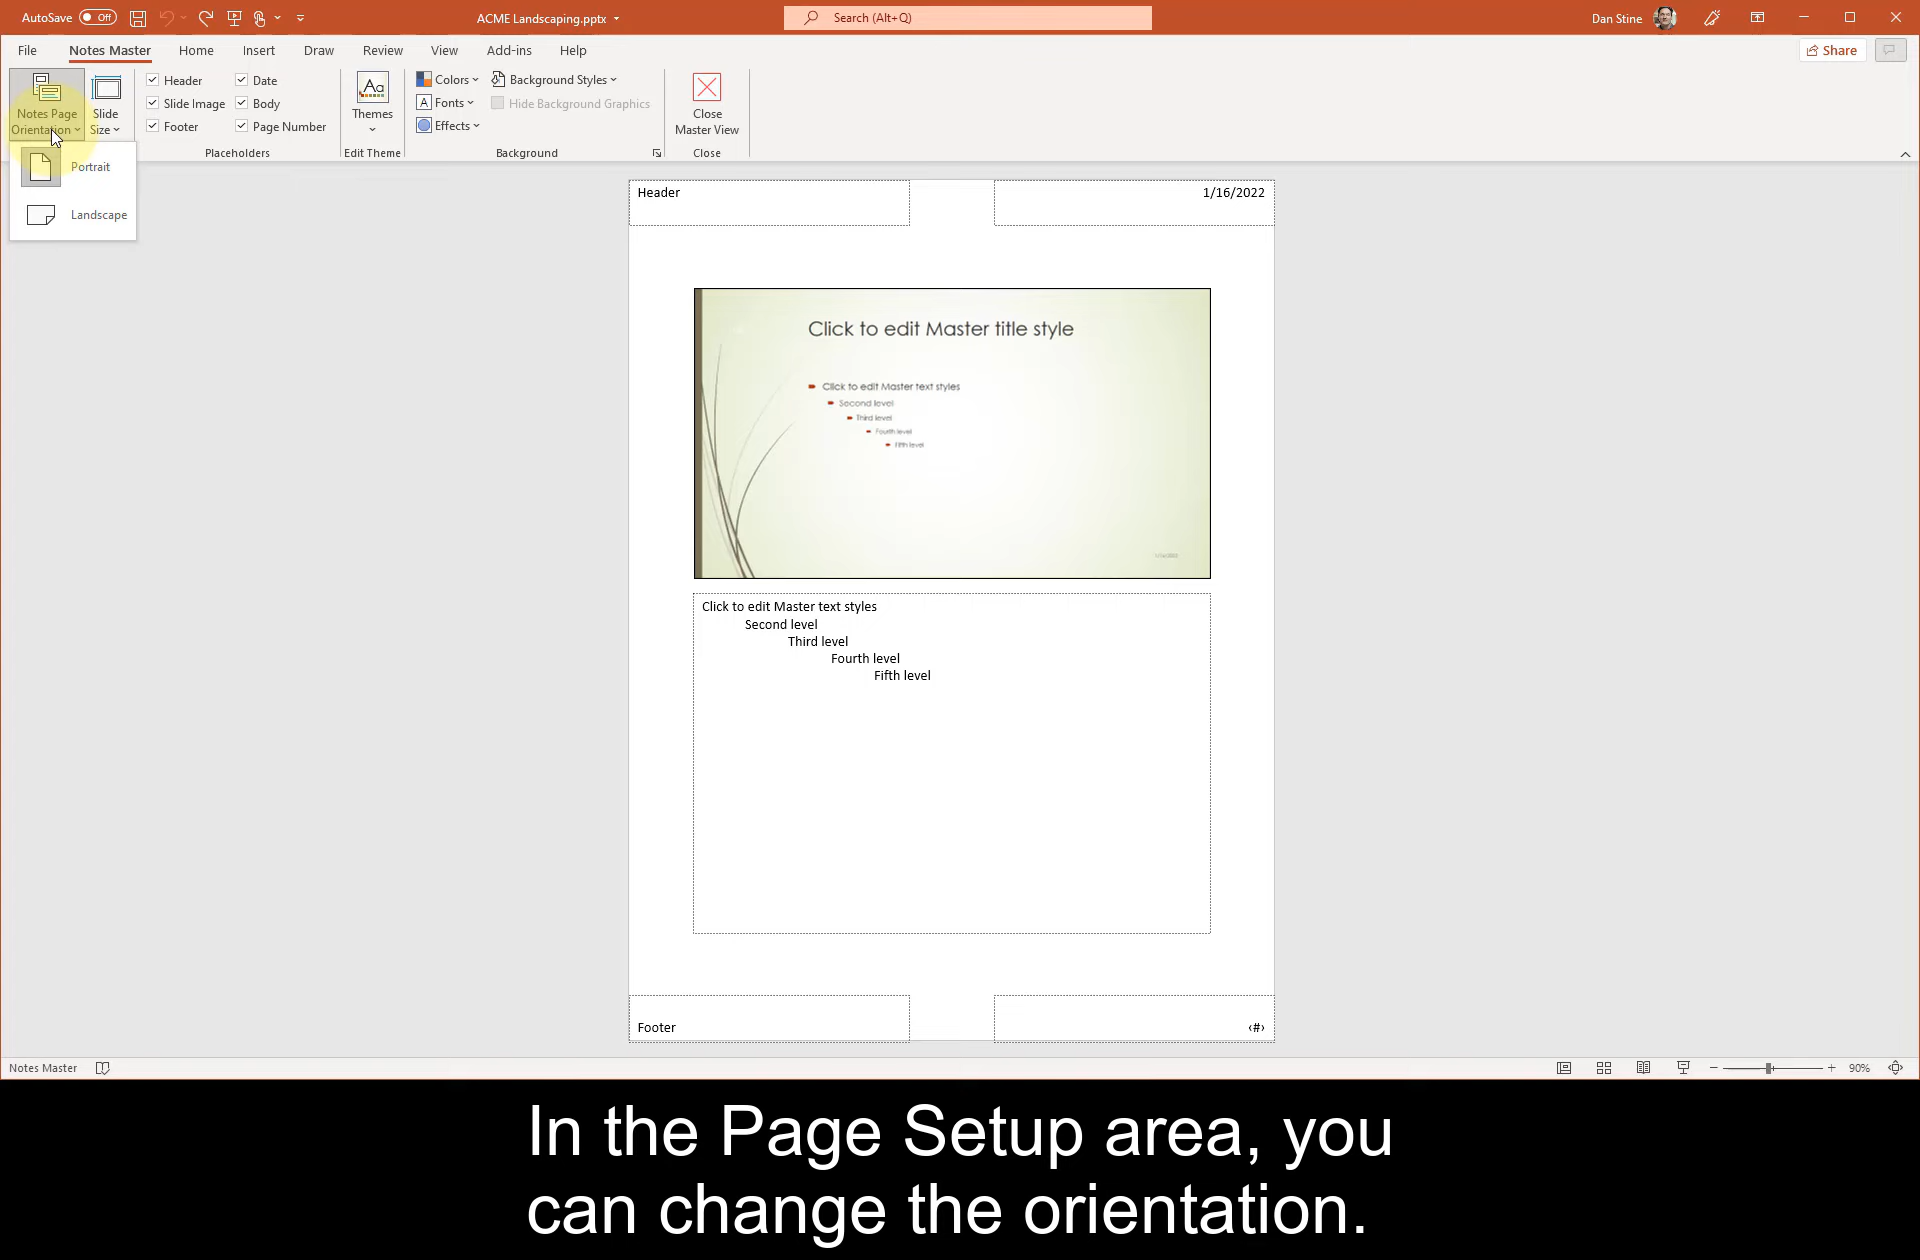 AutoSave Off ACME Landscaping.pptx Search (Alt+Q) Dan Stine
File Notes Master Home Insert Draw Review View Add-ins Help Share
Notes Page Orientation
Slide Size
Header Date
Slide Image Body
Footer Page Number
Placeholders
Themes
Edit Theme
Colors Background Styles
Fonts Hide Background Graphics
Effects
Background
Close Master View
Close
Portrait
Landscape
Header 1/16/2022
Click to edit Master title style
Click to edit Master text styles
Second level
Third level
Fourth level
Fifth level
Click to edit Master text styles
Second level
Third level
Fourth level
Fifth level
Footer ‹#›
Notes Master 90%
In the Page Setup area, you
can change the orientation.